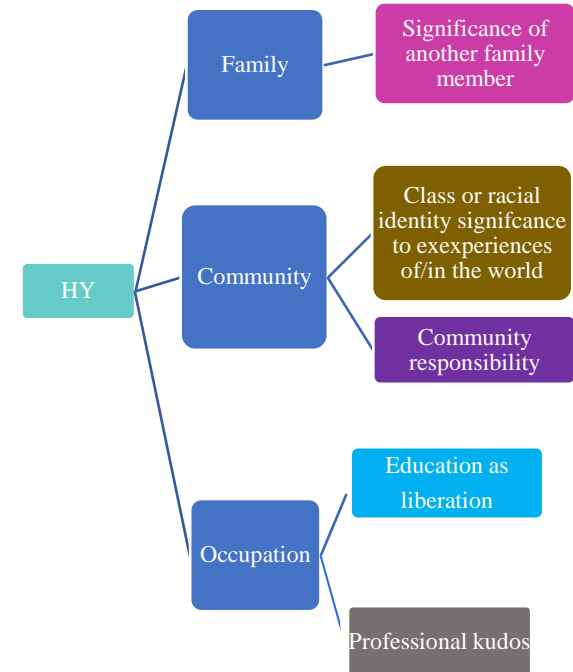 HY
Family
Significance of
another family
member
Community
Class or racial
identity signifcance
to exexperiences
of/in the world
Community
responsibility
Occupation
Education as
liberation
Professional kudos